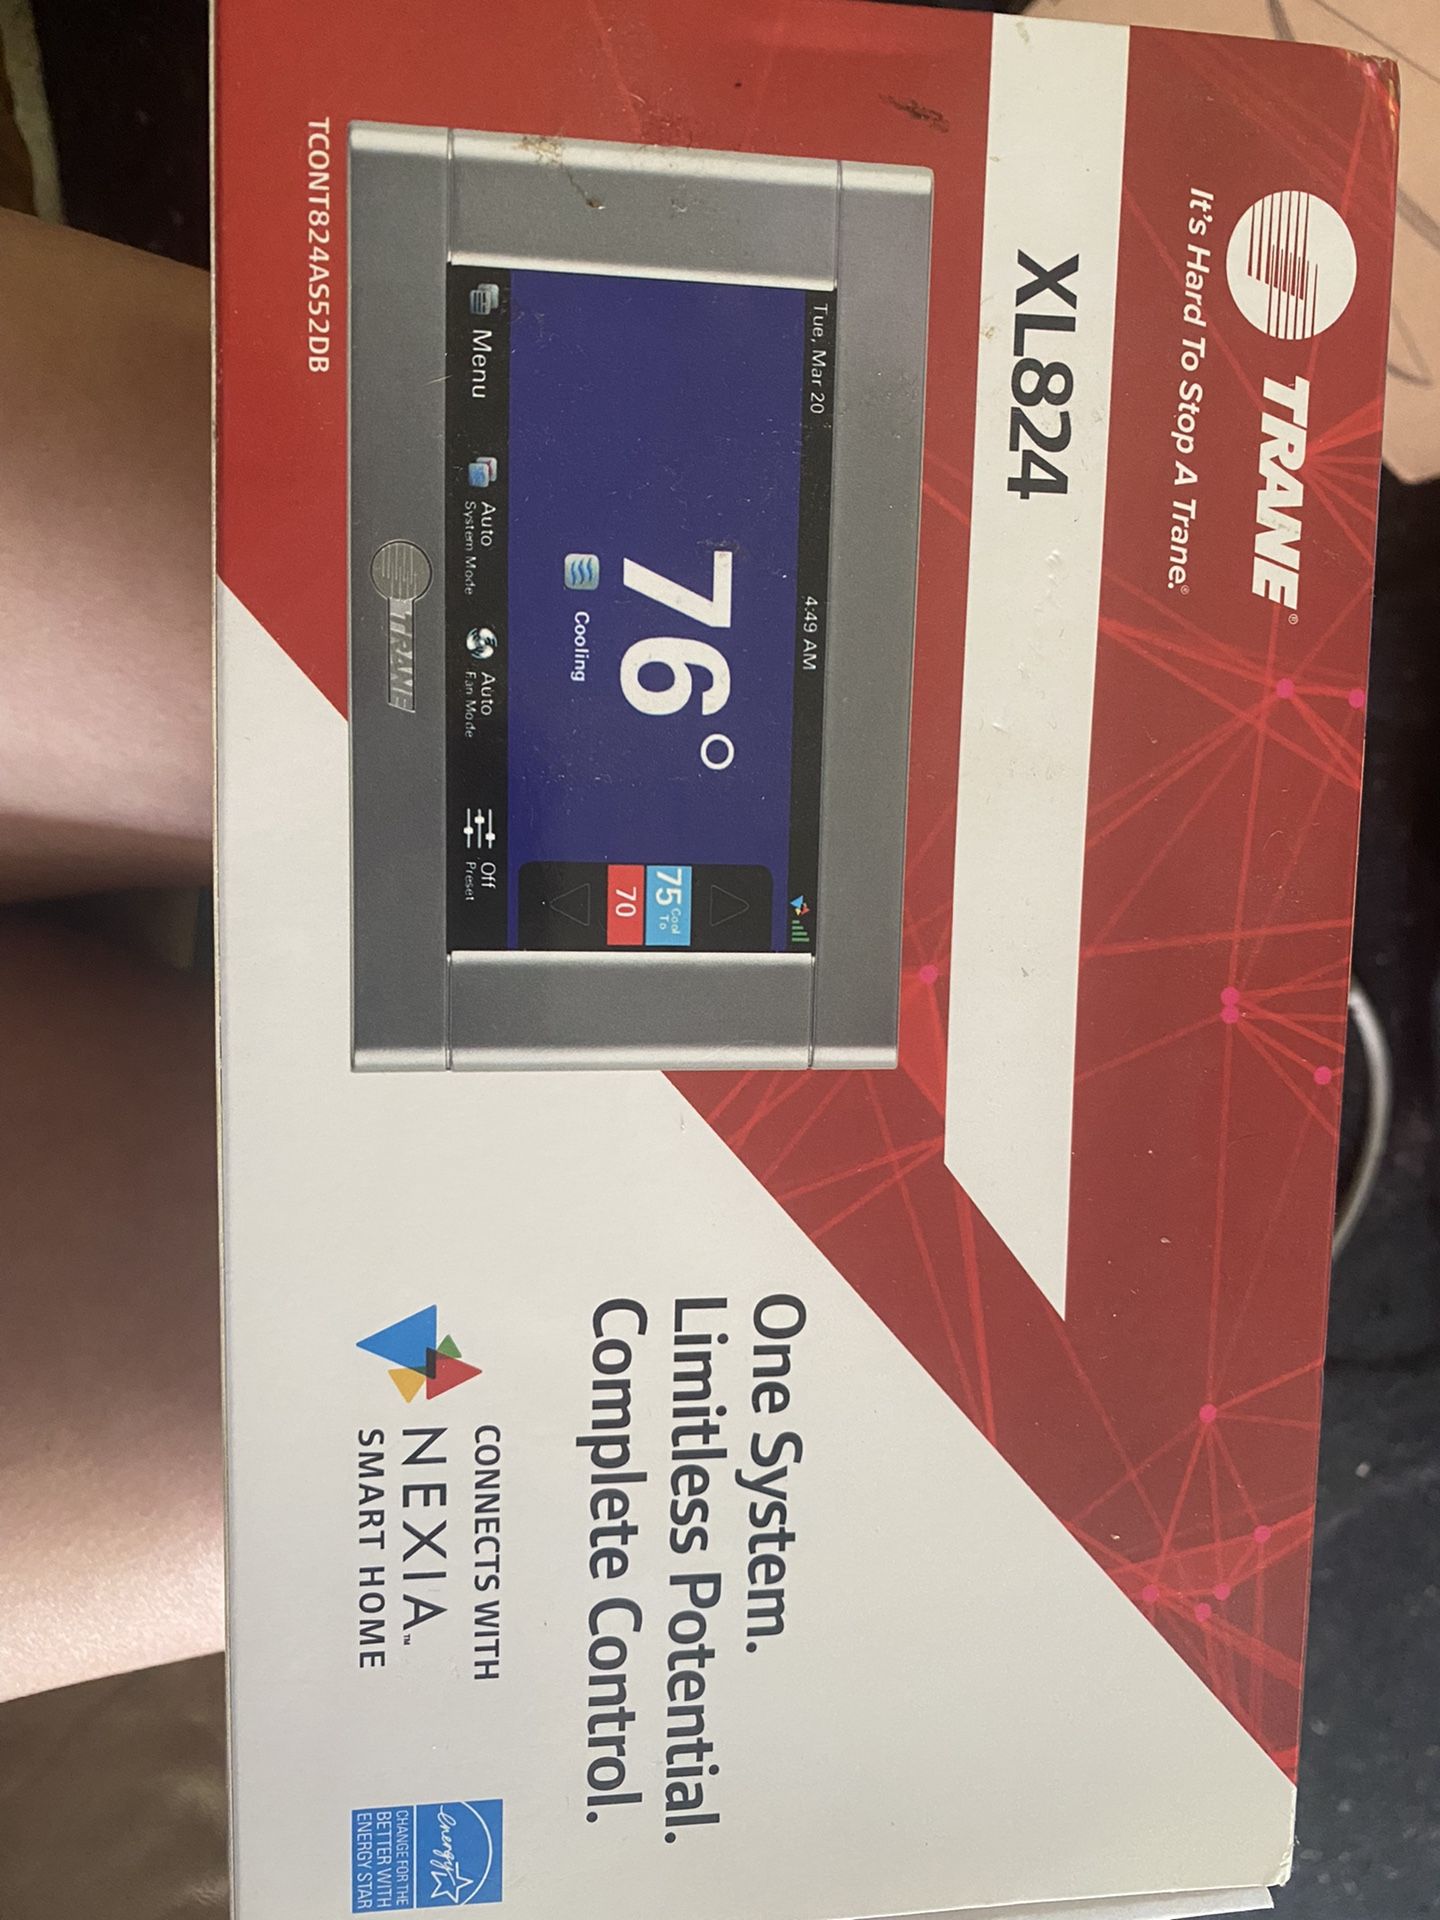 TRANE®
It's Hard To Stop A Trane.®
XL824
Tue, Mar 20
4:49 AM
76°
Cooling
75 Cool To
70
Menu
Auto
System Mode
Auto
Fan Mode
Off
Preset
TRANE
TCONT824AS52DB
One System.
Limitless Potential.
Complete Control.
CONNECTS WITH
NEXIA™
SMART HOME
energy
CHANGE FOR THE
BETTER WITH
ENERGY STAR